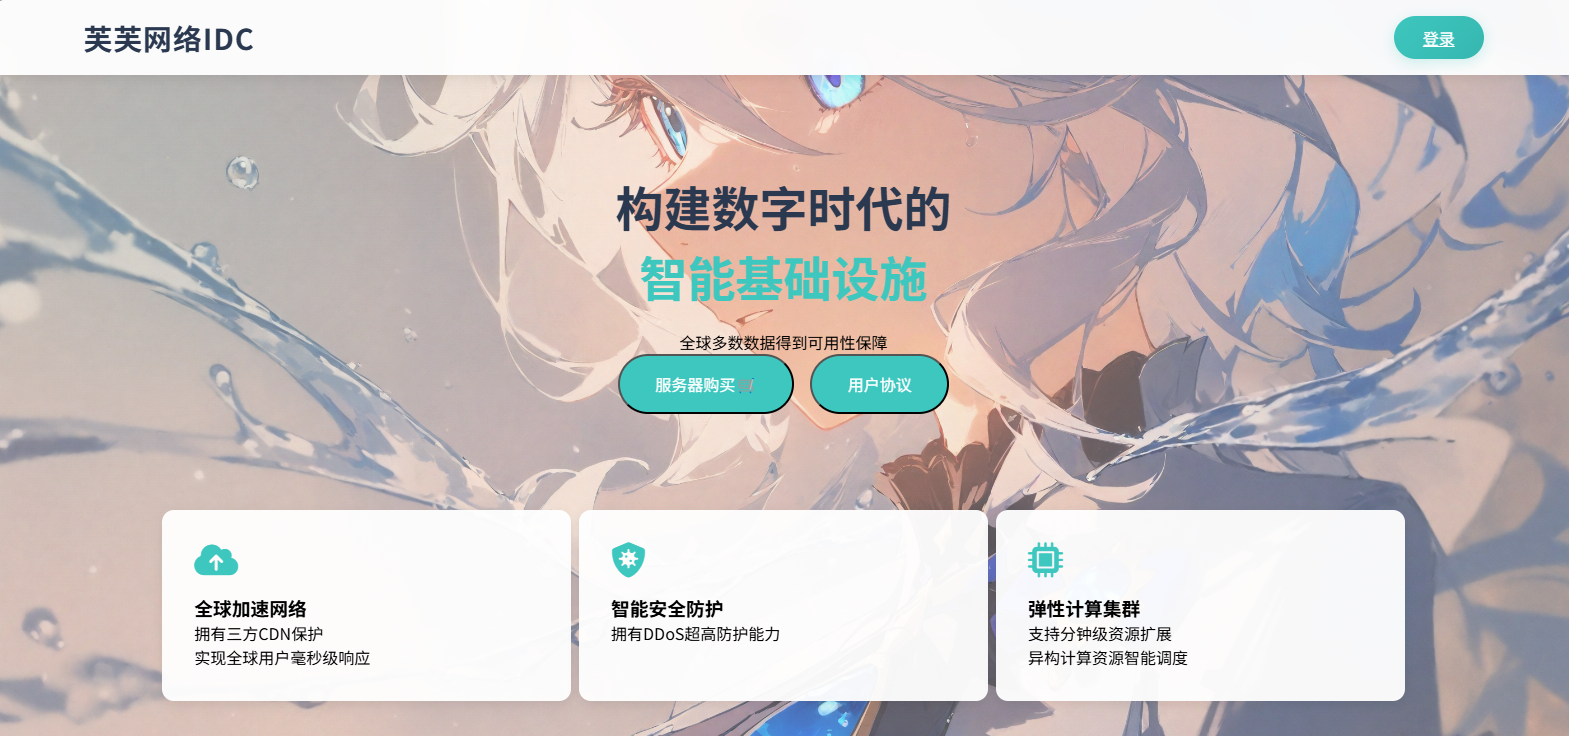 芙芙网络IDC
登录
构建数字时代的
智能基础设施
全球多数数据得到可用性保障
服务器购买
用户协议
全球加速网络
拥有三方CDN保护
实现全球用户毫秒级响应
智能安全防护
拥有DDoS超高防护能力
弹性计算集群
支持分钟级资源扩展
异构计算资源智能调度